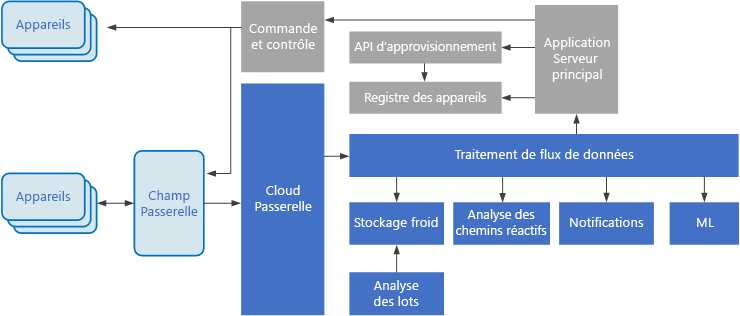 Appareils
Commande
et contrôle
API d'approvisionnement
Application
Serveur
principal
Registre des appareils
Appareils
Champ
Passerelle
Cloud
Passerelle
Traitement de flux de données
Stockage froid
Analyse des
chemins réactifs
Notifications
ML
Analyse
des lots